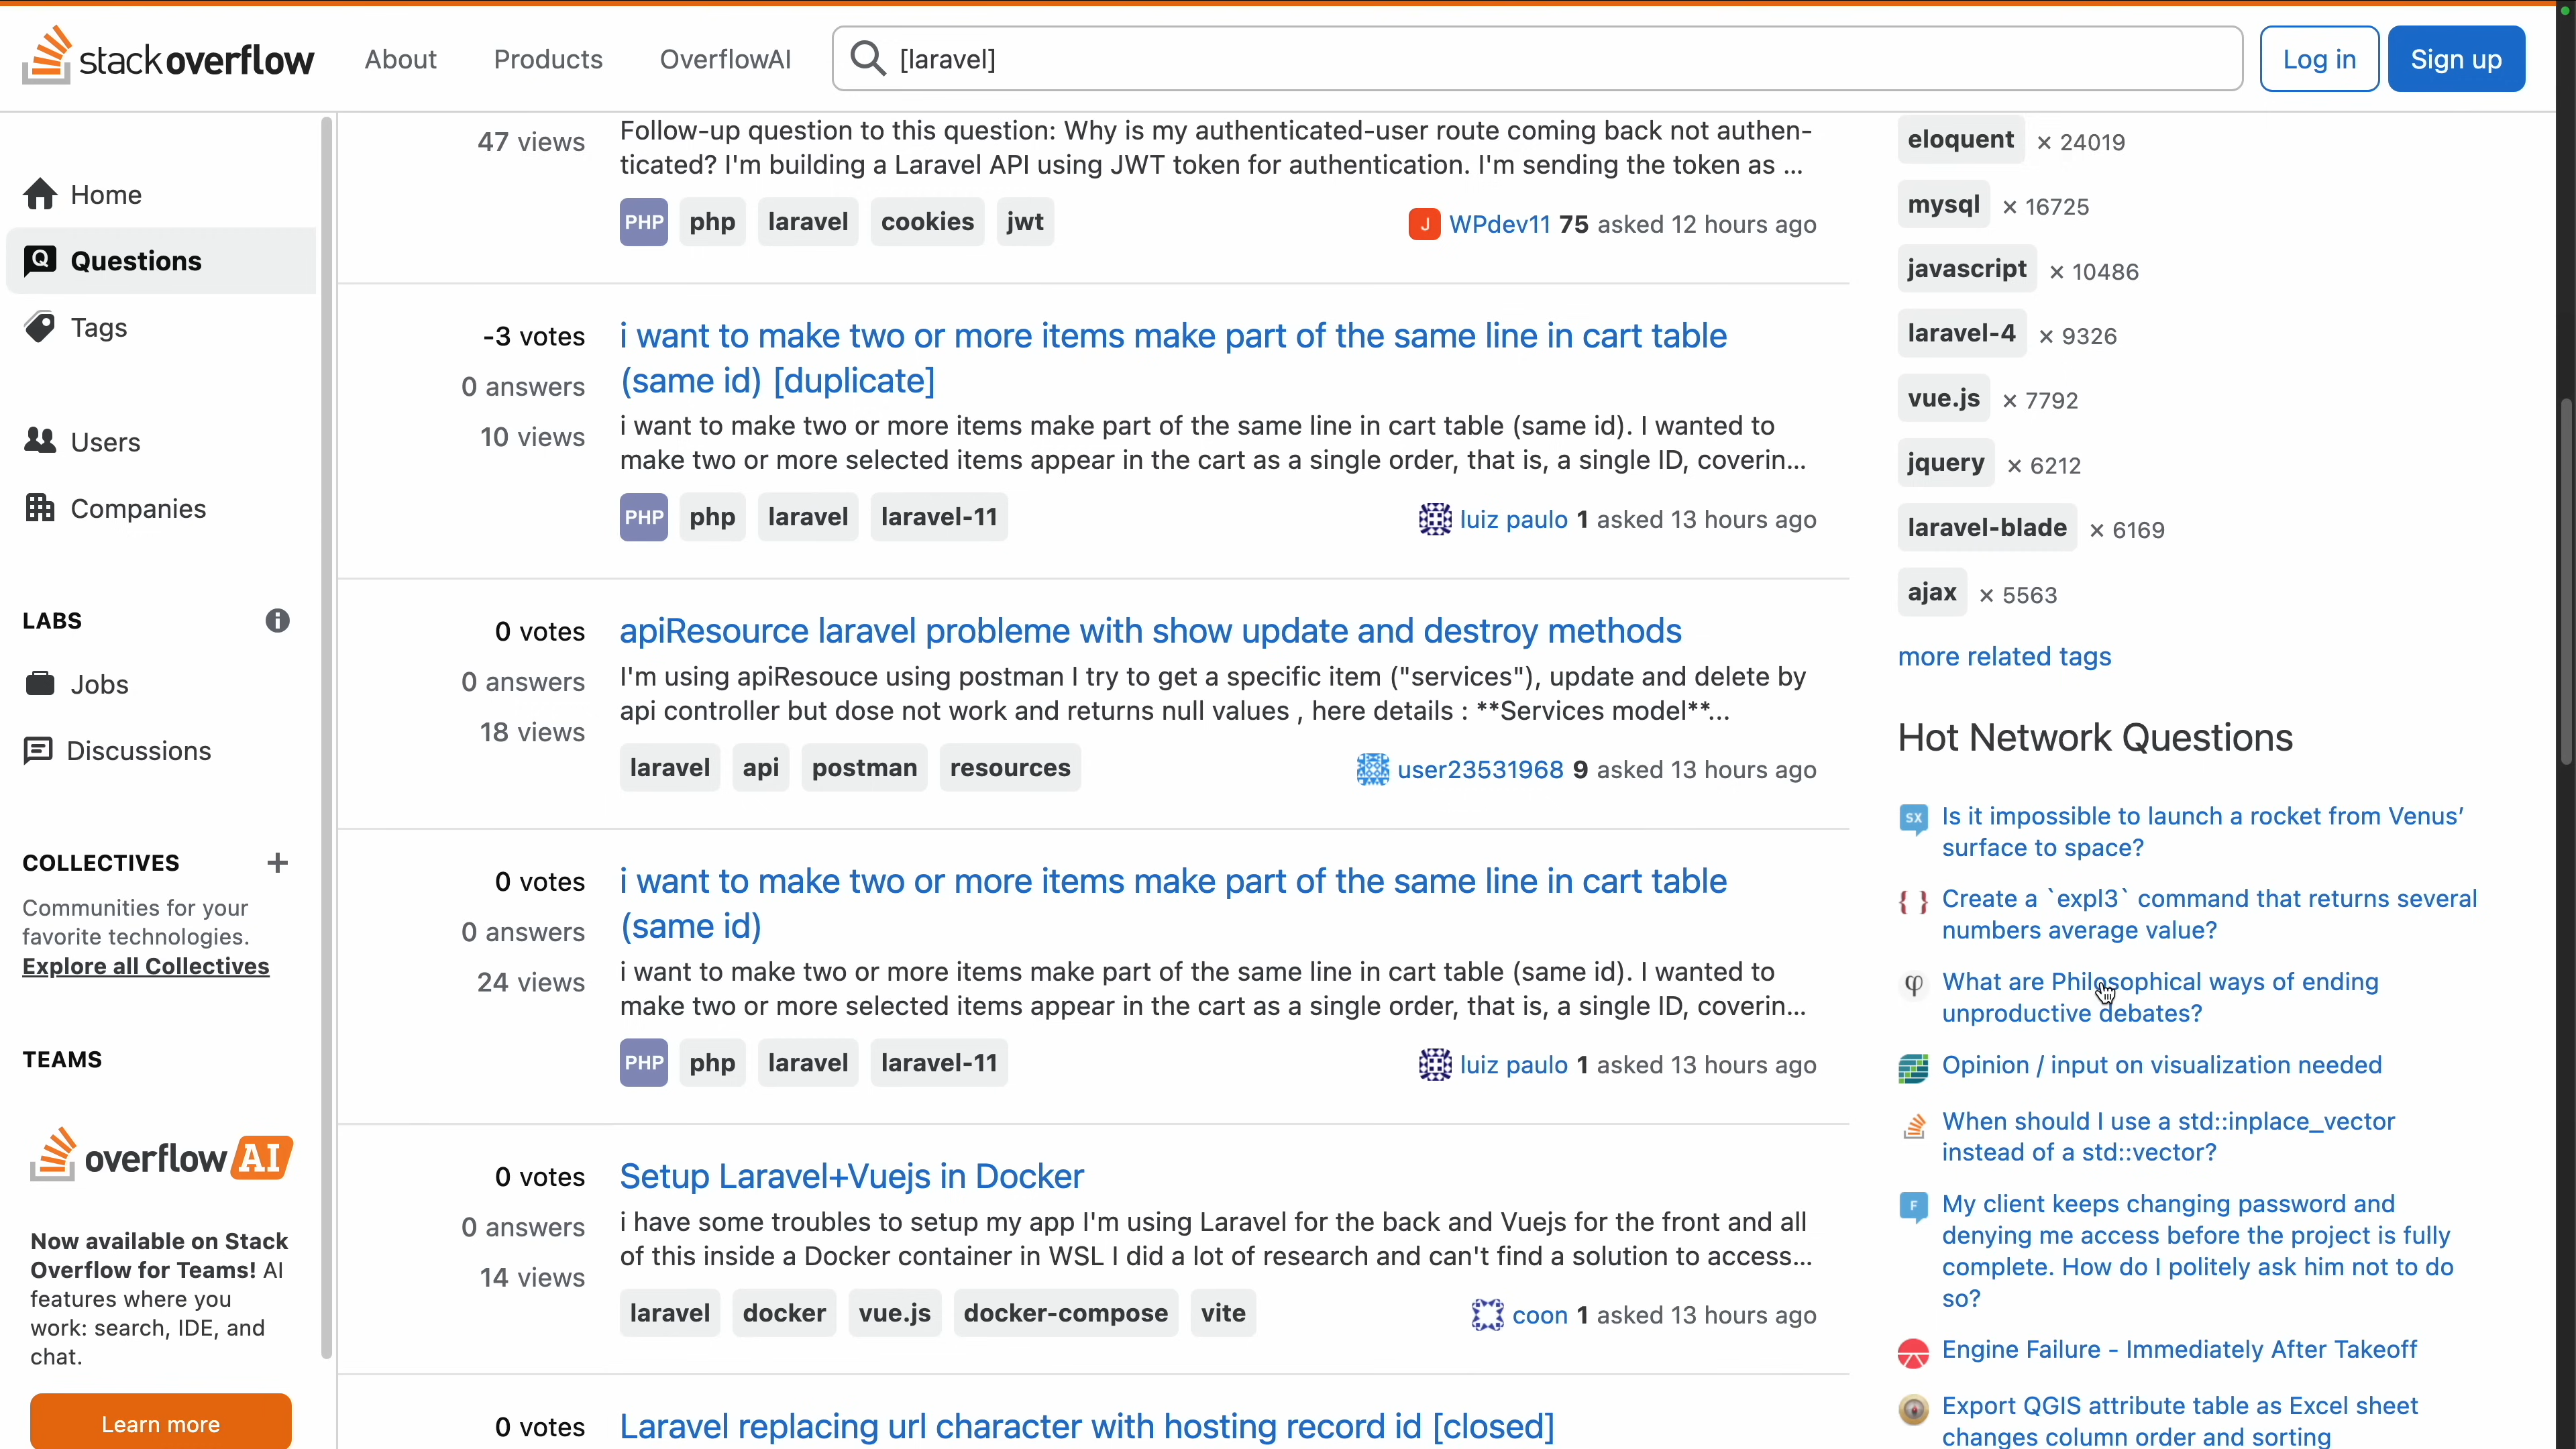 stackoverflow
About
Products
OverflowAI
[laravel]
Log in
Sign up
Home
Questions
Tags
Users
Companies
LABS
Jobs
Discussions
COLLECTIVES
Communities for your
favorite technologies.
Explore all Collectives
TEAMS
overflowAI
Now available on Stack
Overflow for Teams! AI
features where you
work: search, IDE, and
chat.
Learn more
47 views
Follow-up question to this question: Why is my authenticated-user route coming back not authen-
ticated? I'm building a Laravel API using JWT token for authentication. I'm sending the token as ...
PHP php laravel cookies jwt
J WPdev11 75 asked 12 hours ago
-3 votes
0 answers
10 views
i want to make two or more items make part of the same line in cart table
(same id) [duplicate]
i want to make two or more items make part of the same line in cart table (same id). I wanted to
make two or more selected items appear in the cart as a single order, that is, a single ID, coverin...
PHP php laravel laravel-11
luiz paulo 1 asked 13 hours ago
0 votes
0 answers
18 views
apiResource laravel probleme with show update and destroy methods
I'm using apiResouce using postman I try to get a specific item ("services"), update and delete by
api controller but dose not work and returns null values , here details : **Services model**...
laravel api postman resources
user23531968 9 asked 13 hours ago
0 votes
0 answers
24 views
i want to make two or more items make part of the same line in cart table
(same id)
i want to make two or more items make part of the same line in cart table (same id). I wanted to
make two or more selected items appear in the cart as a single order, that is, a single ID, coverin...
PHP php laravel laravel-11
luiz paulo 1 asked 13 hours ago
0 votes
0 answers
14 views
Setup Laravel+Vuejs in Docker
i have some troubles to setup my app I'm using Laravel for the back and Vuejs for the front and all
of this inside a Docker container in WSL I did a lot of research and can't find a solution to access...
laravel docker vue.js docker-compose vite
coon 1 asked 13 hours ago
0 votes
Laravel replacing url character with hosting record id [closed]
eloquent × 24019
mysql × 16725
javascript × 10486
laravel-4 × 9326
vue.js × 7792
jquery × 6212
laravel-blade × 6169
ajax × 5563
more related tags
Hot Network Questions
SX Is it impossible to launch a rocket from Venus’
surface to space?
{ } Create a `expl3` command that returns several
numbers average value?
φ What are Philosophical ways of ending
unproductive debates?
Opinion / input on visualization needed
When should I use a std::inplace_vector
instead of a std::vector?
F My client keeps changing password and
denying me access before the project is fully
complete. How do I politely ask him not to do
so?
Engine Failure - Immediately After Takeoff
Export QGIS attribute table as Excel sheet
changes column order and sorting